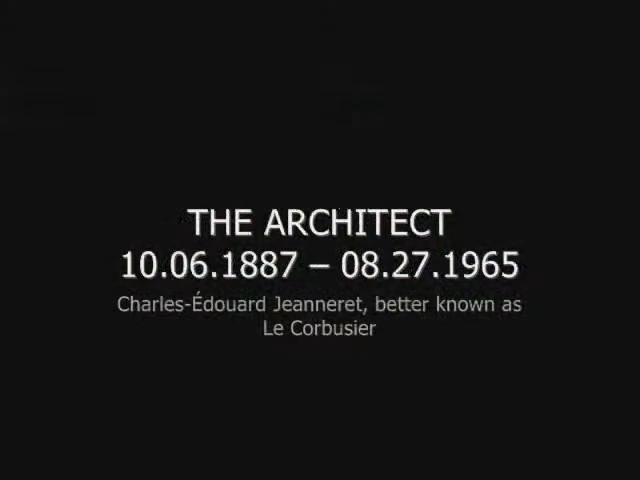 THE ARCHITECT
10.06.1887 – 08.27.1965
Charles-Édouard Jeanneret, better known as
Le Corbusier